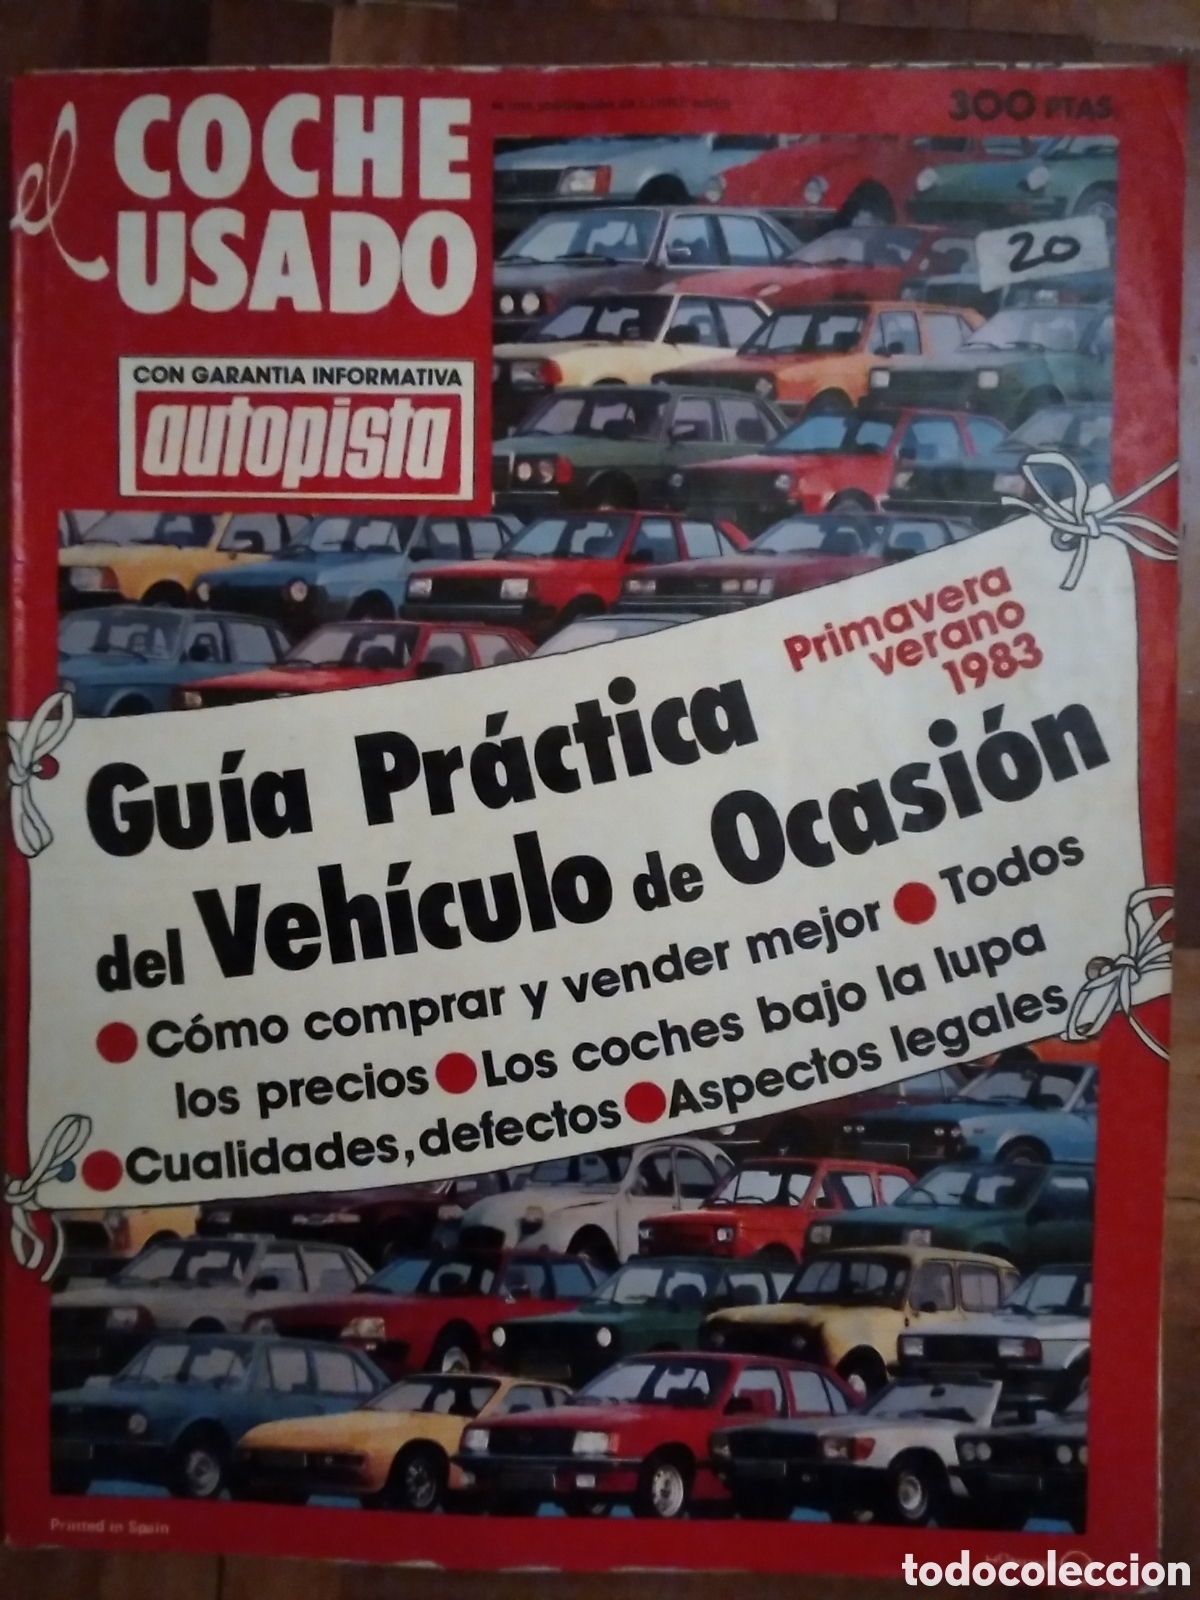 300 PTAS
el COCHE
USADO
20
CON GARANTIA INFORMATIVA
autopista
Primavera
verano
1983
Guía Práctica
del Vehículo de Ocasión
● Cómo comprar y vender mejor ● Todos
los precios ● Los coches bajo la lupa
● Cualidades, defectos ● Aspectos legales
Printed in Spain
todocoleccion